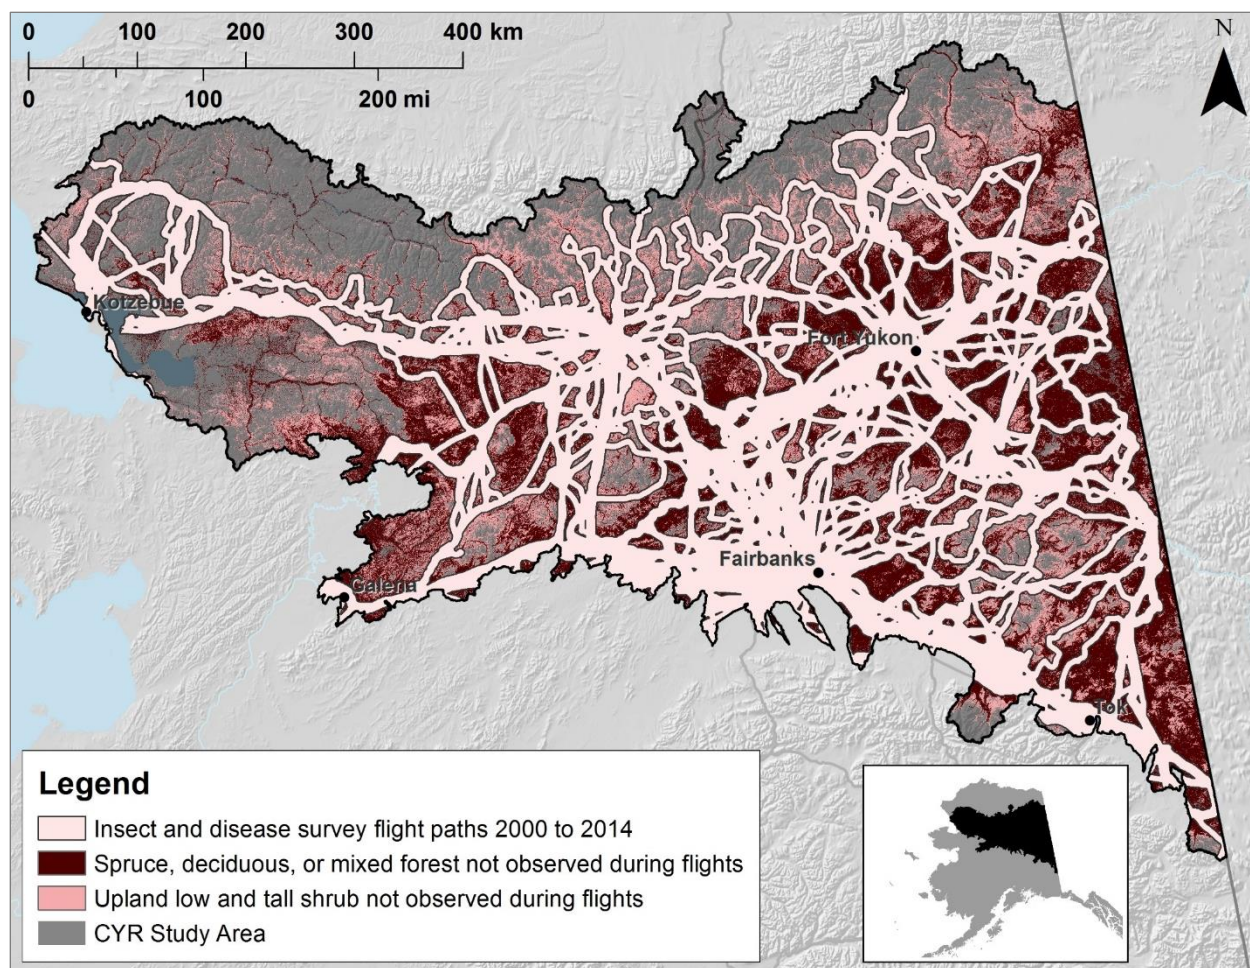 0 100 200 300 400 km
0 100 200 mi
N
Kotzebue
Fort Yukon
Fairbanks
Galena
Tok
Legend
Insect and disease survey flight paths 2000 to 2014
Spruce, deciduous, or mixed forest not observed during flights
Upland low and tall shrub not observed during flights
CYR Study Area